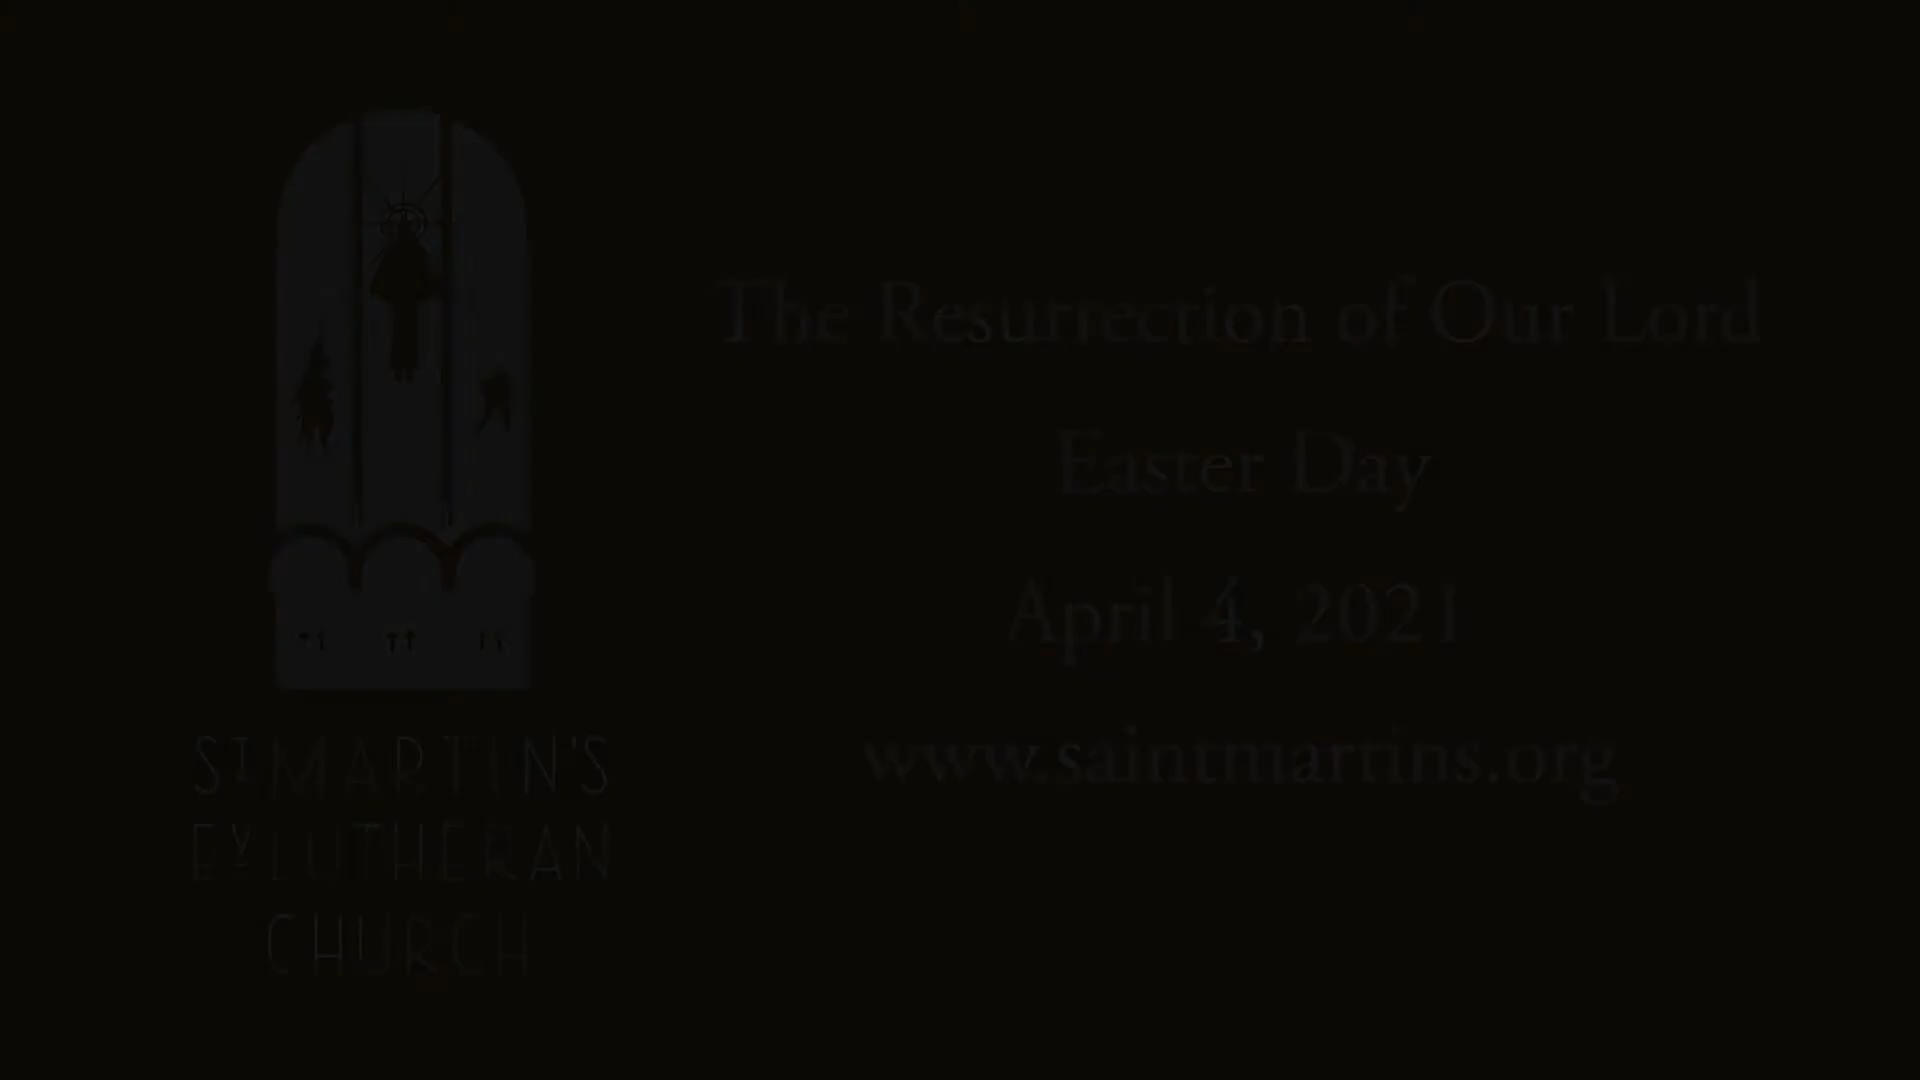 The Resurrection of Our Lord
Easter Day
April 4, 2021
www.saintmartins.org
ST MARTIN'S
EV LUTHERAN
CHURCH